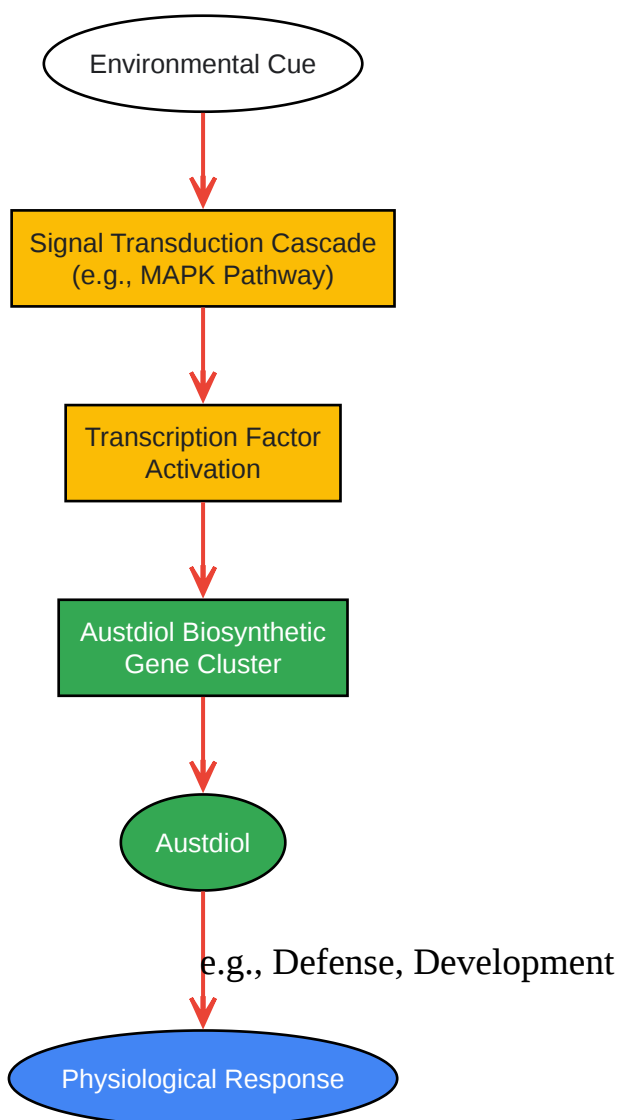 Environmental Cue
Signal Transduction Cascade
(e.g., MAPK Pathway)
Transcription Factor
Activation
Austdiol Biosynthetic
Gene Cluster
Austdiol
e.g., Defense, Development
Physiological Response